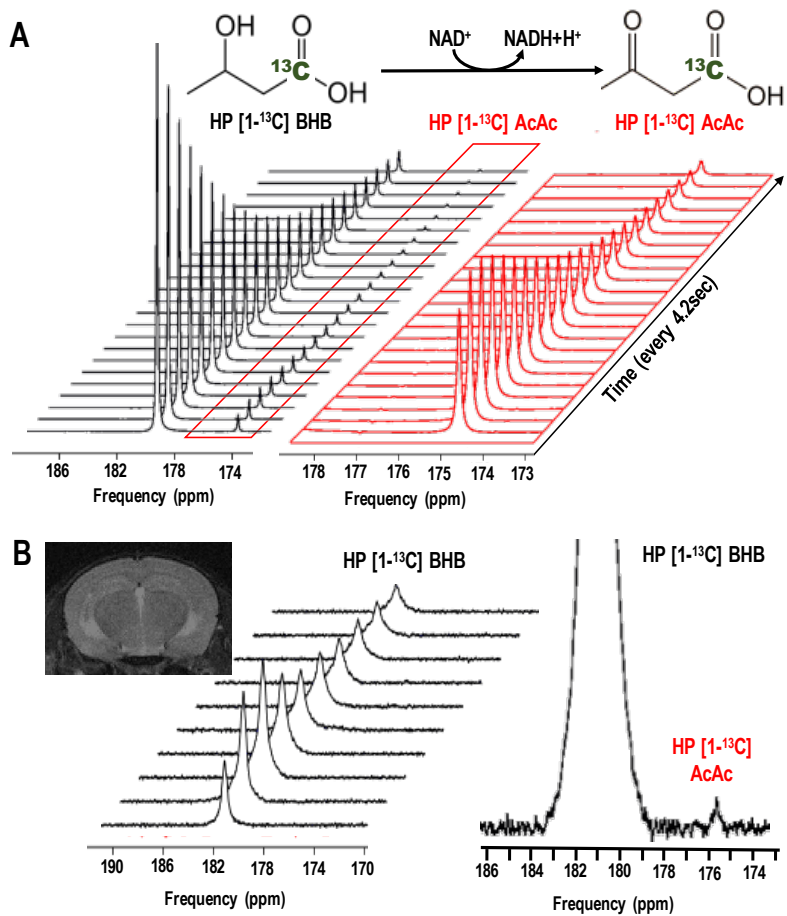 A
OH
O
¹³C
OH
NAD⁺
NADH+H⁺
O
O
¹³C
OH
HP [1-¹³C] BHB
HP [1-¹³C] AcAc
HP [1-¹³C] AcAc
Time (every 4.2sec)
186 182 178 174
Frequency (ppm)
178 177 176 175 174 173
Frequency (ppm)
B
HP [1-¹³C] BHB
HP [1-¹³C] BHB
HP [1-¹³C]
AcAc
190 186 182 178 174 170
Frequency (ppm)
186 184 182 180 178 176 174
Frequency (ppm)